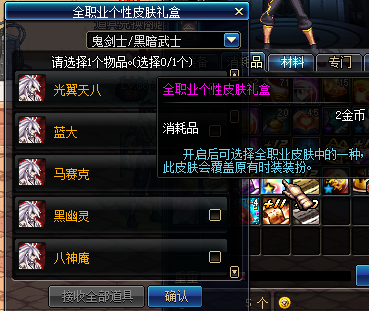 全职业个性皮肤礼盒
鬼剑士/黑暗武士
请选择1个物品。(选择0/1个)
光翼天八
蓝大
马赛克
黑幽灵
八神庵
接收全部道具
确认
消耗品
材料
专门
全职业个性皮肤礼盒
2金币
消耗品
开启后可选择全职业皮肤中的一种，
此皮肤会覆盖原有时装装扮。
个